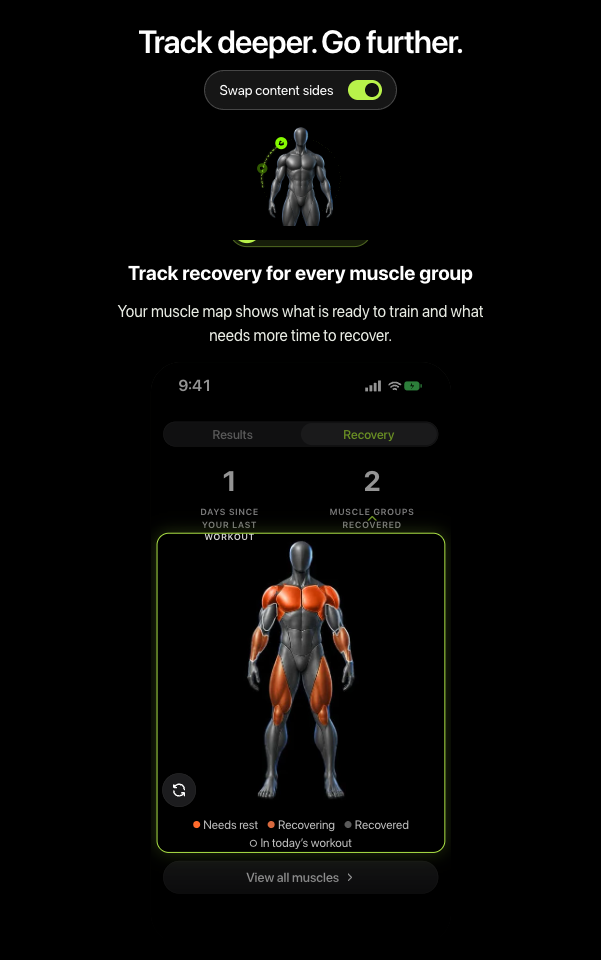 Track deeper. Go further.
Swap content sides
Track recovery for every muscle group
Your muscle map shows what is ready to train and what
needs more time to recover.
9:41
Results
Recovery
1
2
DAYS SINCE
YOUR LAST
WORKOUT
MUSCLE GROUPS
RECOVERED
Needs rest
Recovering
Recovered
In today's workout
View all muscles